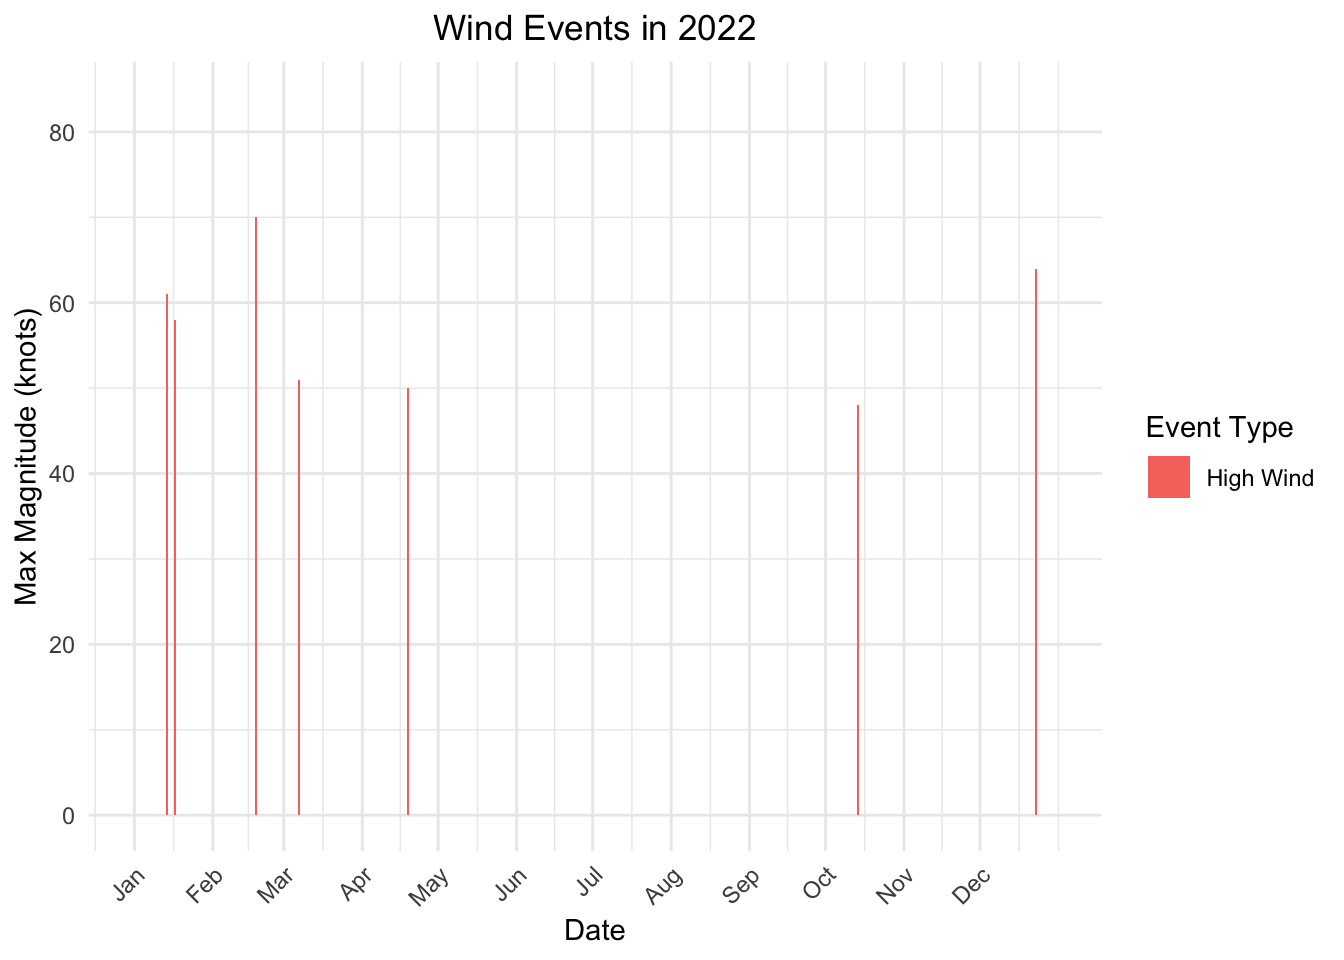 Wind Events in 2022
Max Magnitude (knots)
80
60
40
20
0
Jan
Feb
Mar
Apr
May
Jun
Jul
Aug
Sep
Oct
Nov
Dec
Date
Event Type
High Wind